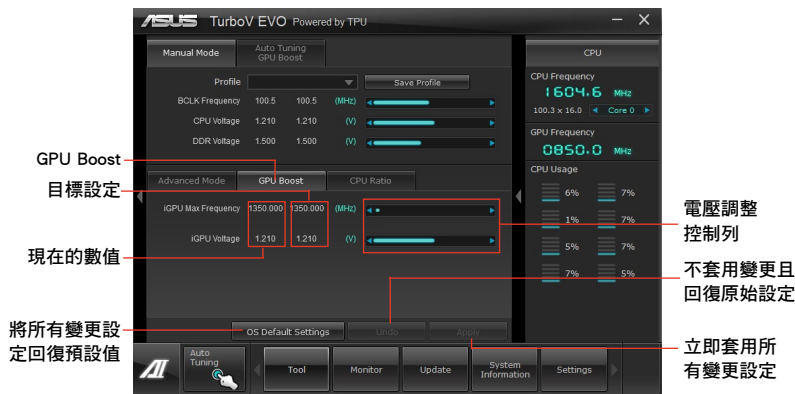 ASUS TurboV EVO Powered by TPU
Manual Mode
Auto Tuning
GPU Boost
Profile
Save Profile
BCLK Frequency 100.5 100.5 (MHz)
CPU Voltage 1.210 1.210 (V)
DDR Voltage 1.500 1.500 (V)
Advanced Mode GPU Boost CPU Ratio
iGPU Max Frequency 1350.000 1350.000 (MHz)
iGPU Voltage 1.210 1.210 (V)
OS Default Settings Undo Apply
CPU
CPU Frequency
1604.6 MHz
100.3 x 16.0 Core 0
GPU Frequency
0850.0 MHz
CPU Usage
6% 7%
1% 7%
5% 7%
7% 5%
Auto
Tuning
Tool
Monitor
Update
System
Information
Settings
GPU Boost
目標設定
現在的數值
將所有變更設
定回復預設值
電壓調整
控制列
不套用變更且
回復原始設定
立即套用所
有變更設定